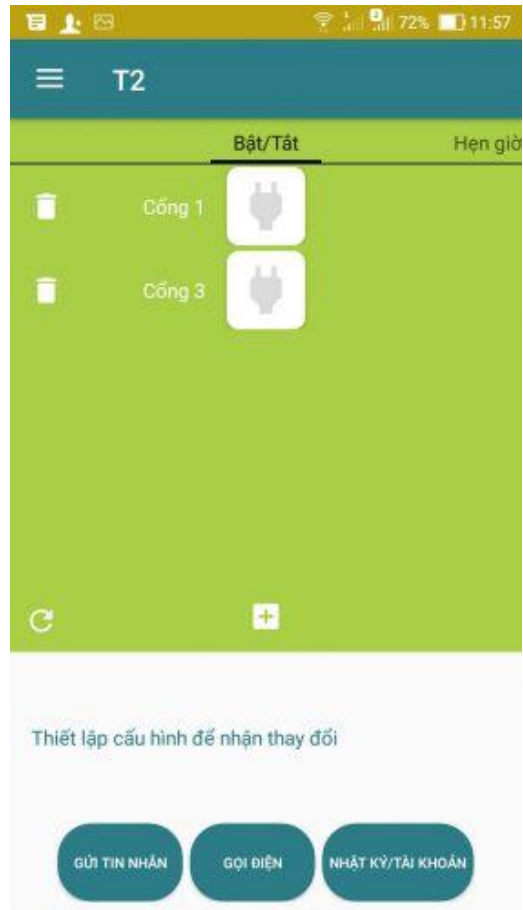 72% 11:57
T2
Bật/Tắt Hẹn giờ
Cổng 1
Cổng 3
Thiết lập cấu hình để nhận thay đổi
GỬI TIN NHẮN GỌI ĐIỆN NHẬT KÝ/TÀI KHOẢN